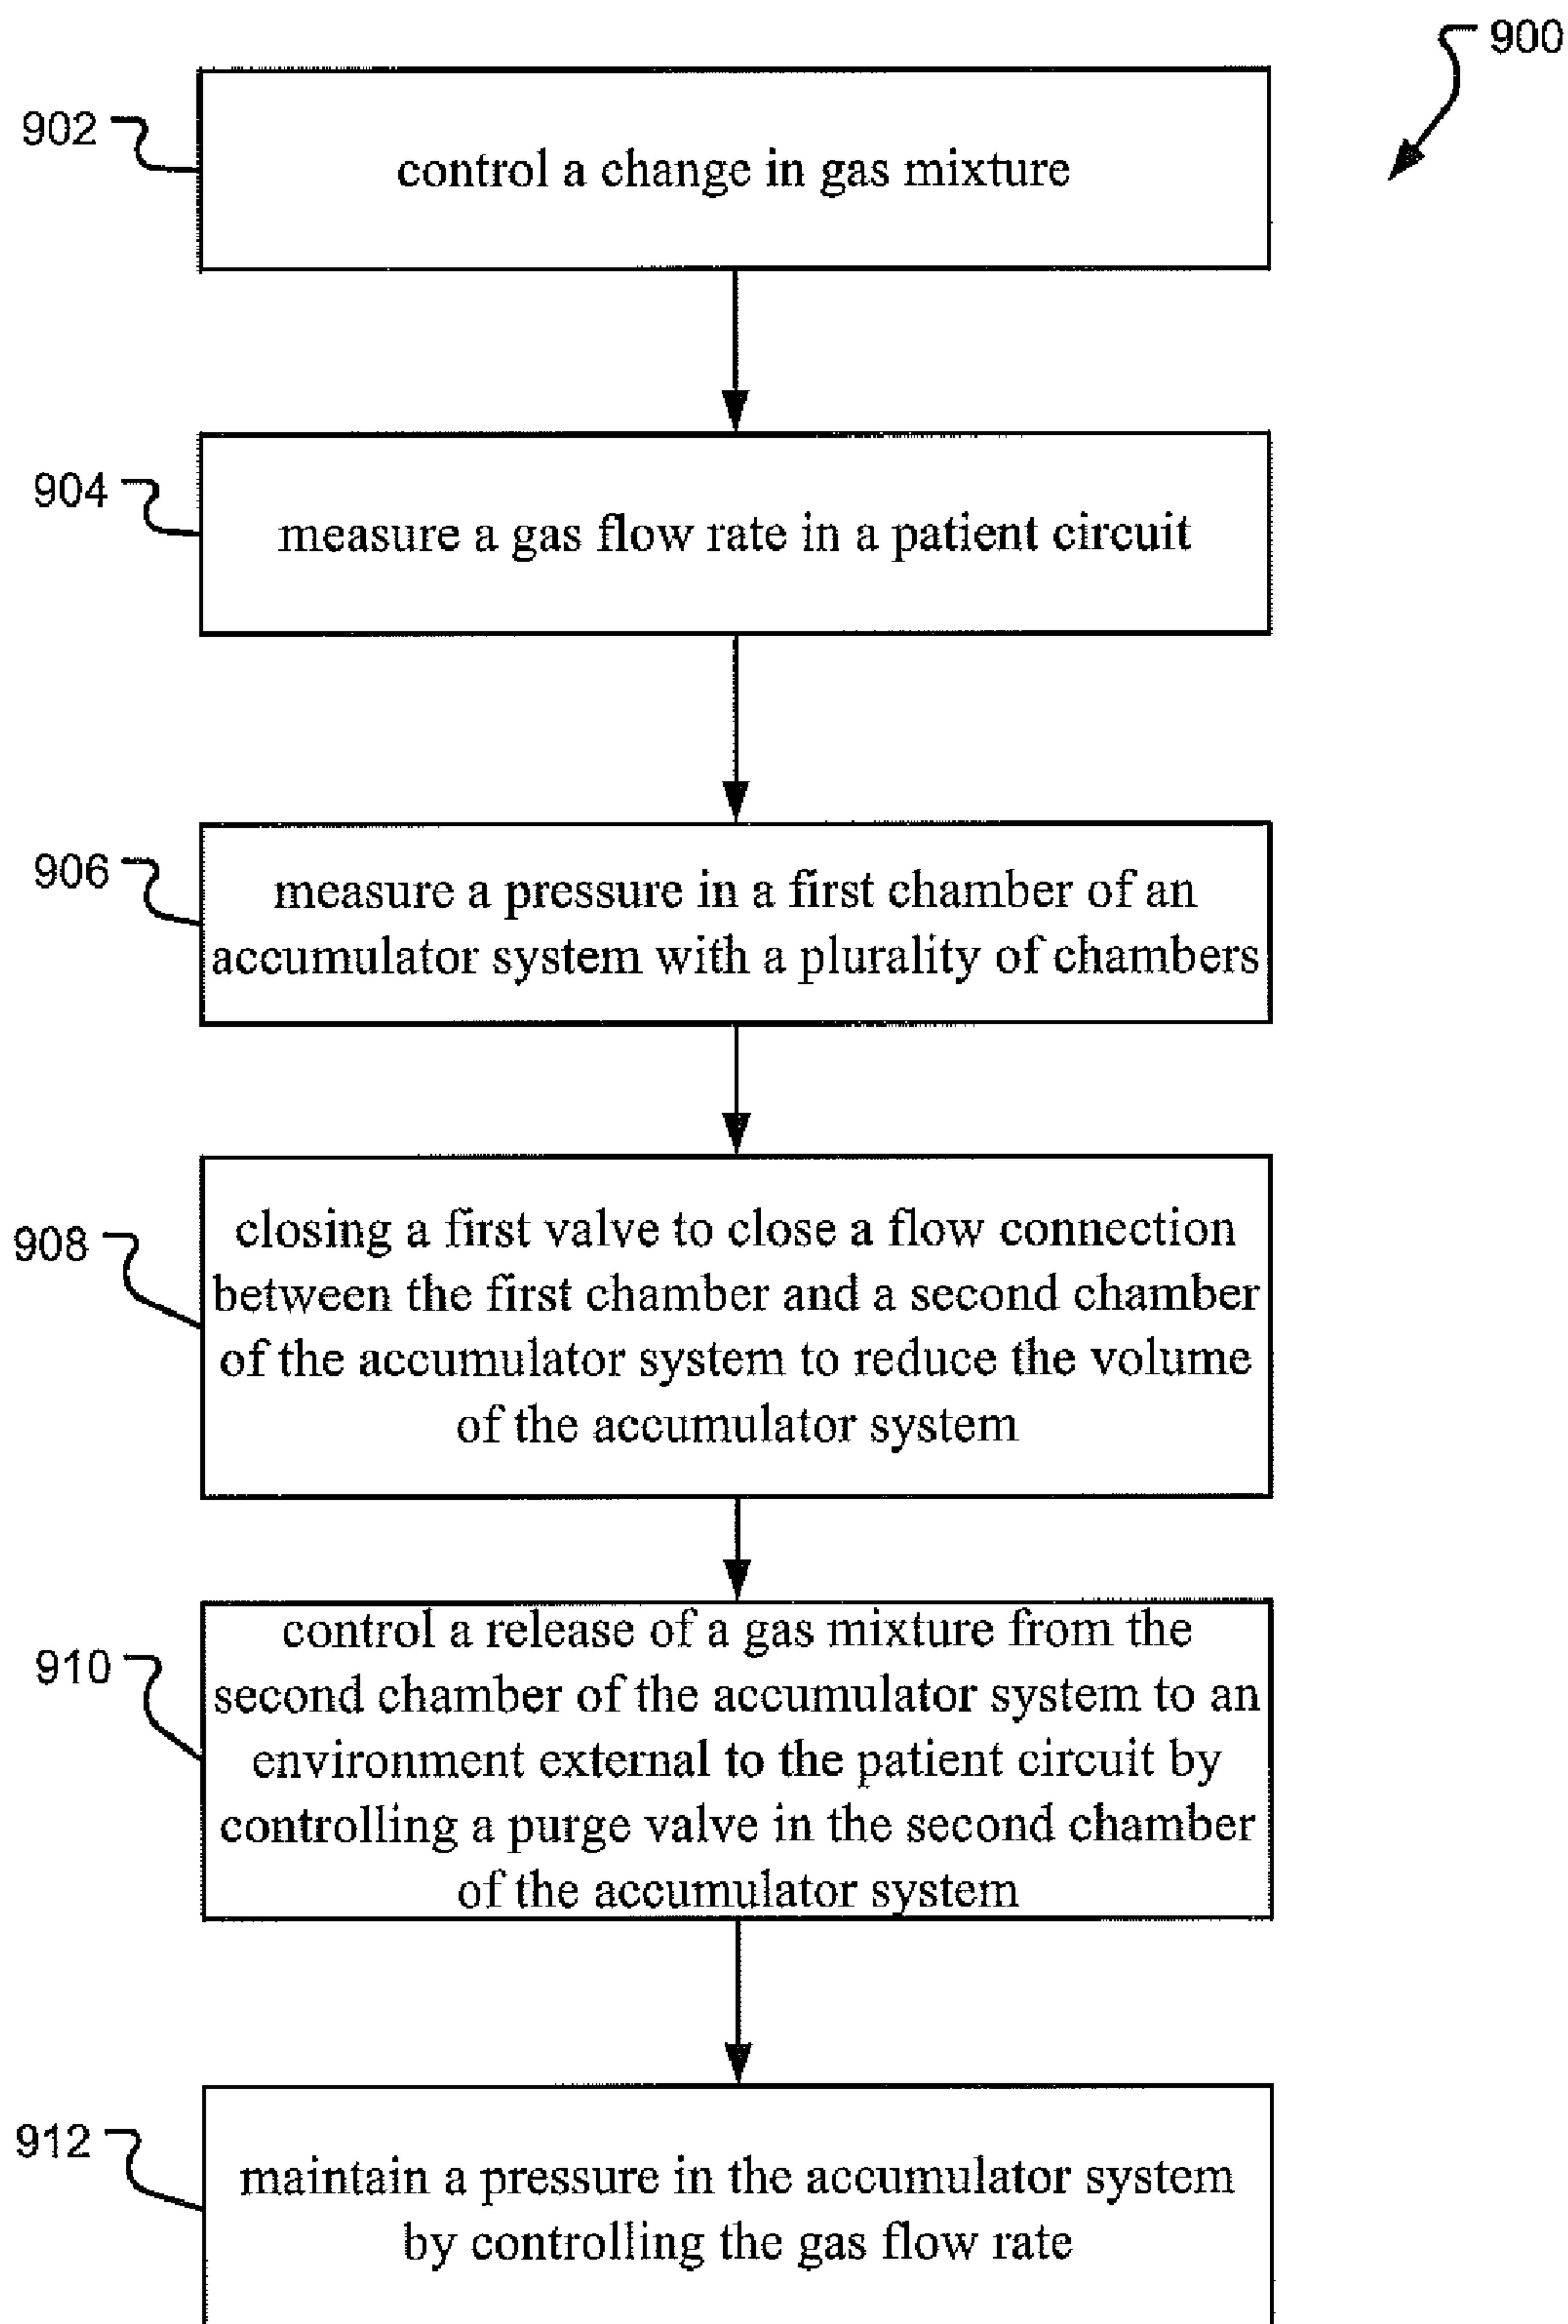 900
902
control a change in gas mixture
904
measure a gas flow rate in a patient circuit
906
measure a pressure in a first chamber of an
accumulator system with a plurality of chambers
908
closing a first valve to close a flow connection
between the first chamber and a second chamber
of the accumulator system to reduce the volume
of the accumulator system
910
control a release of a gas mixture from the
second chamber of the accumulator system to an
environment external to the patient circuit by
controlling a purge valve in the second chamber
of the accumulator system
912
maintain a pressure in the accumulator system
by controlling the gas flow rate